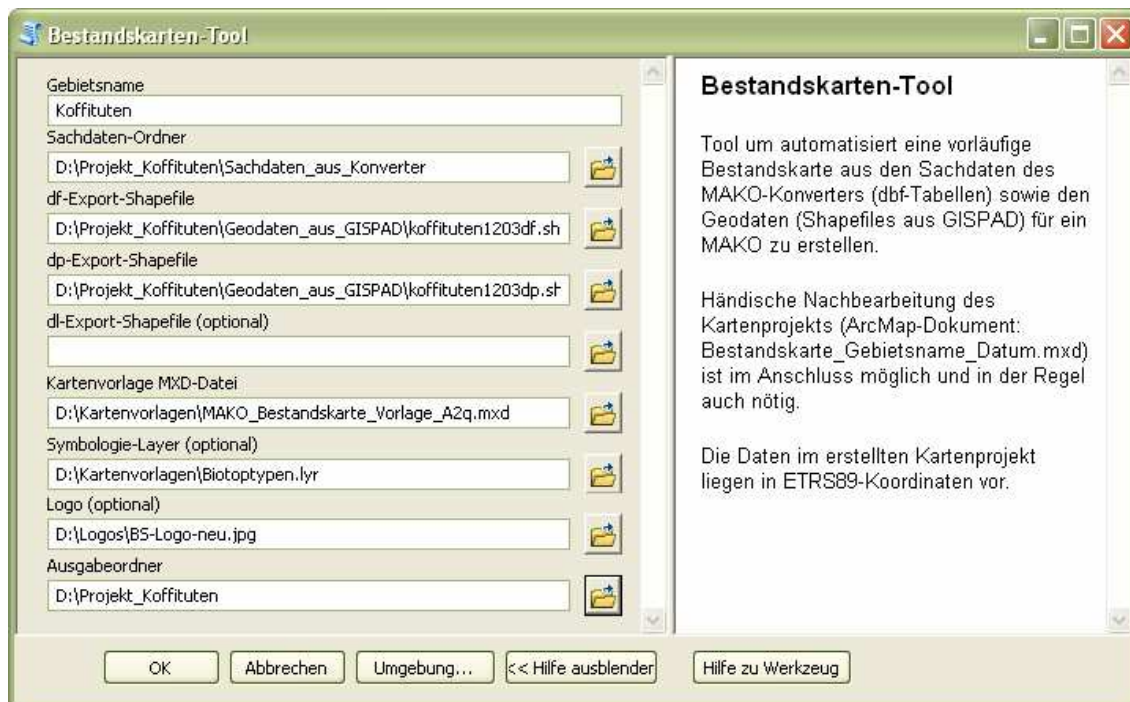 Bestandskarten-Tool
Gebietsname
Koffituten
Sachdaten-Ordner
D:\Projekt_Koffituten\Sachdaten_aus_Konverter
df-Export-Shapefile
D:\Projekt_Koffituten\Geodaten_aus_GISPAD\koffituten1203df.sh
dp-Export-Shapefile
D:\Projekt_Koffituten\Geodaten_aus_GISPAD\koffituten1203dp.sh
dl-Export-Shapefile (optional)
Kartenvorlage MXD-Datei
D:\Kartenvorlagen\MAKO_Bestandskarte_Vorlage_A2q.mxd
Symbologie-Layer (optional)
D:\Kartenvorlagen\Biotoptypen.lyr
Logo (optional)
D:\Logos\BS-Logo-neu.jpg
Ausgabeordner
D:\Projekt_Koffituten
Bestandskarten-Tool
Tool um automatisiert eine vorläufige
Bestandskarte aus den Sachdaten des
MAKO-Konverters (dbf-Tabellen) sowie den
Geodaten (Shapefiles aus GISPAD) für ein
MAKO zu erstellen.
Händische Nachbearbeitung des
Kartenprojekts (ArcMap-Dokument:
Bestandskarte_Gebietsname_Datum.mxd)
ist im Anschluss möglich und in der Regel
auch nötig.
Die Daten im erstellten Kartenprojekt
liegen in ETRS89-Koordinaten vor.
OK
Abbrechen
Umgebung...
<< Hilfe ausblender
Hilfe zu Werkzeug